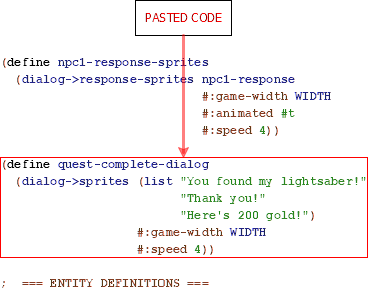 PASTED CODE
(define npc1-response-sprites
(dialog->response-sprites npc1-response
#:game-width WIDTH
#:animated #t
#:speed 4))
(define quest-complete-dialog
(dialog->sprites (list "You found my lightsaber!"
"Thank you!"
"Here's 200 gold!")
#:game-width WIDTH
#:speed 4))
; === ENTITY DEFINITIONS ===